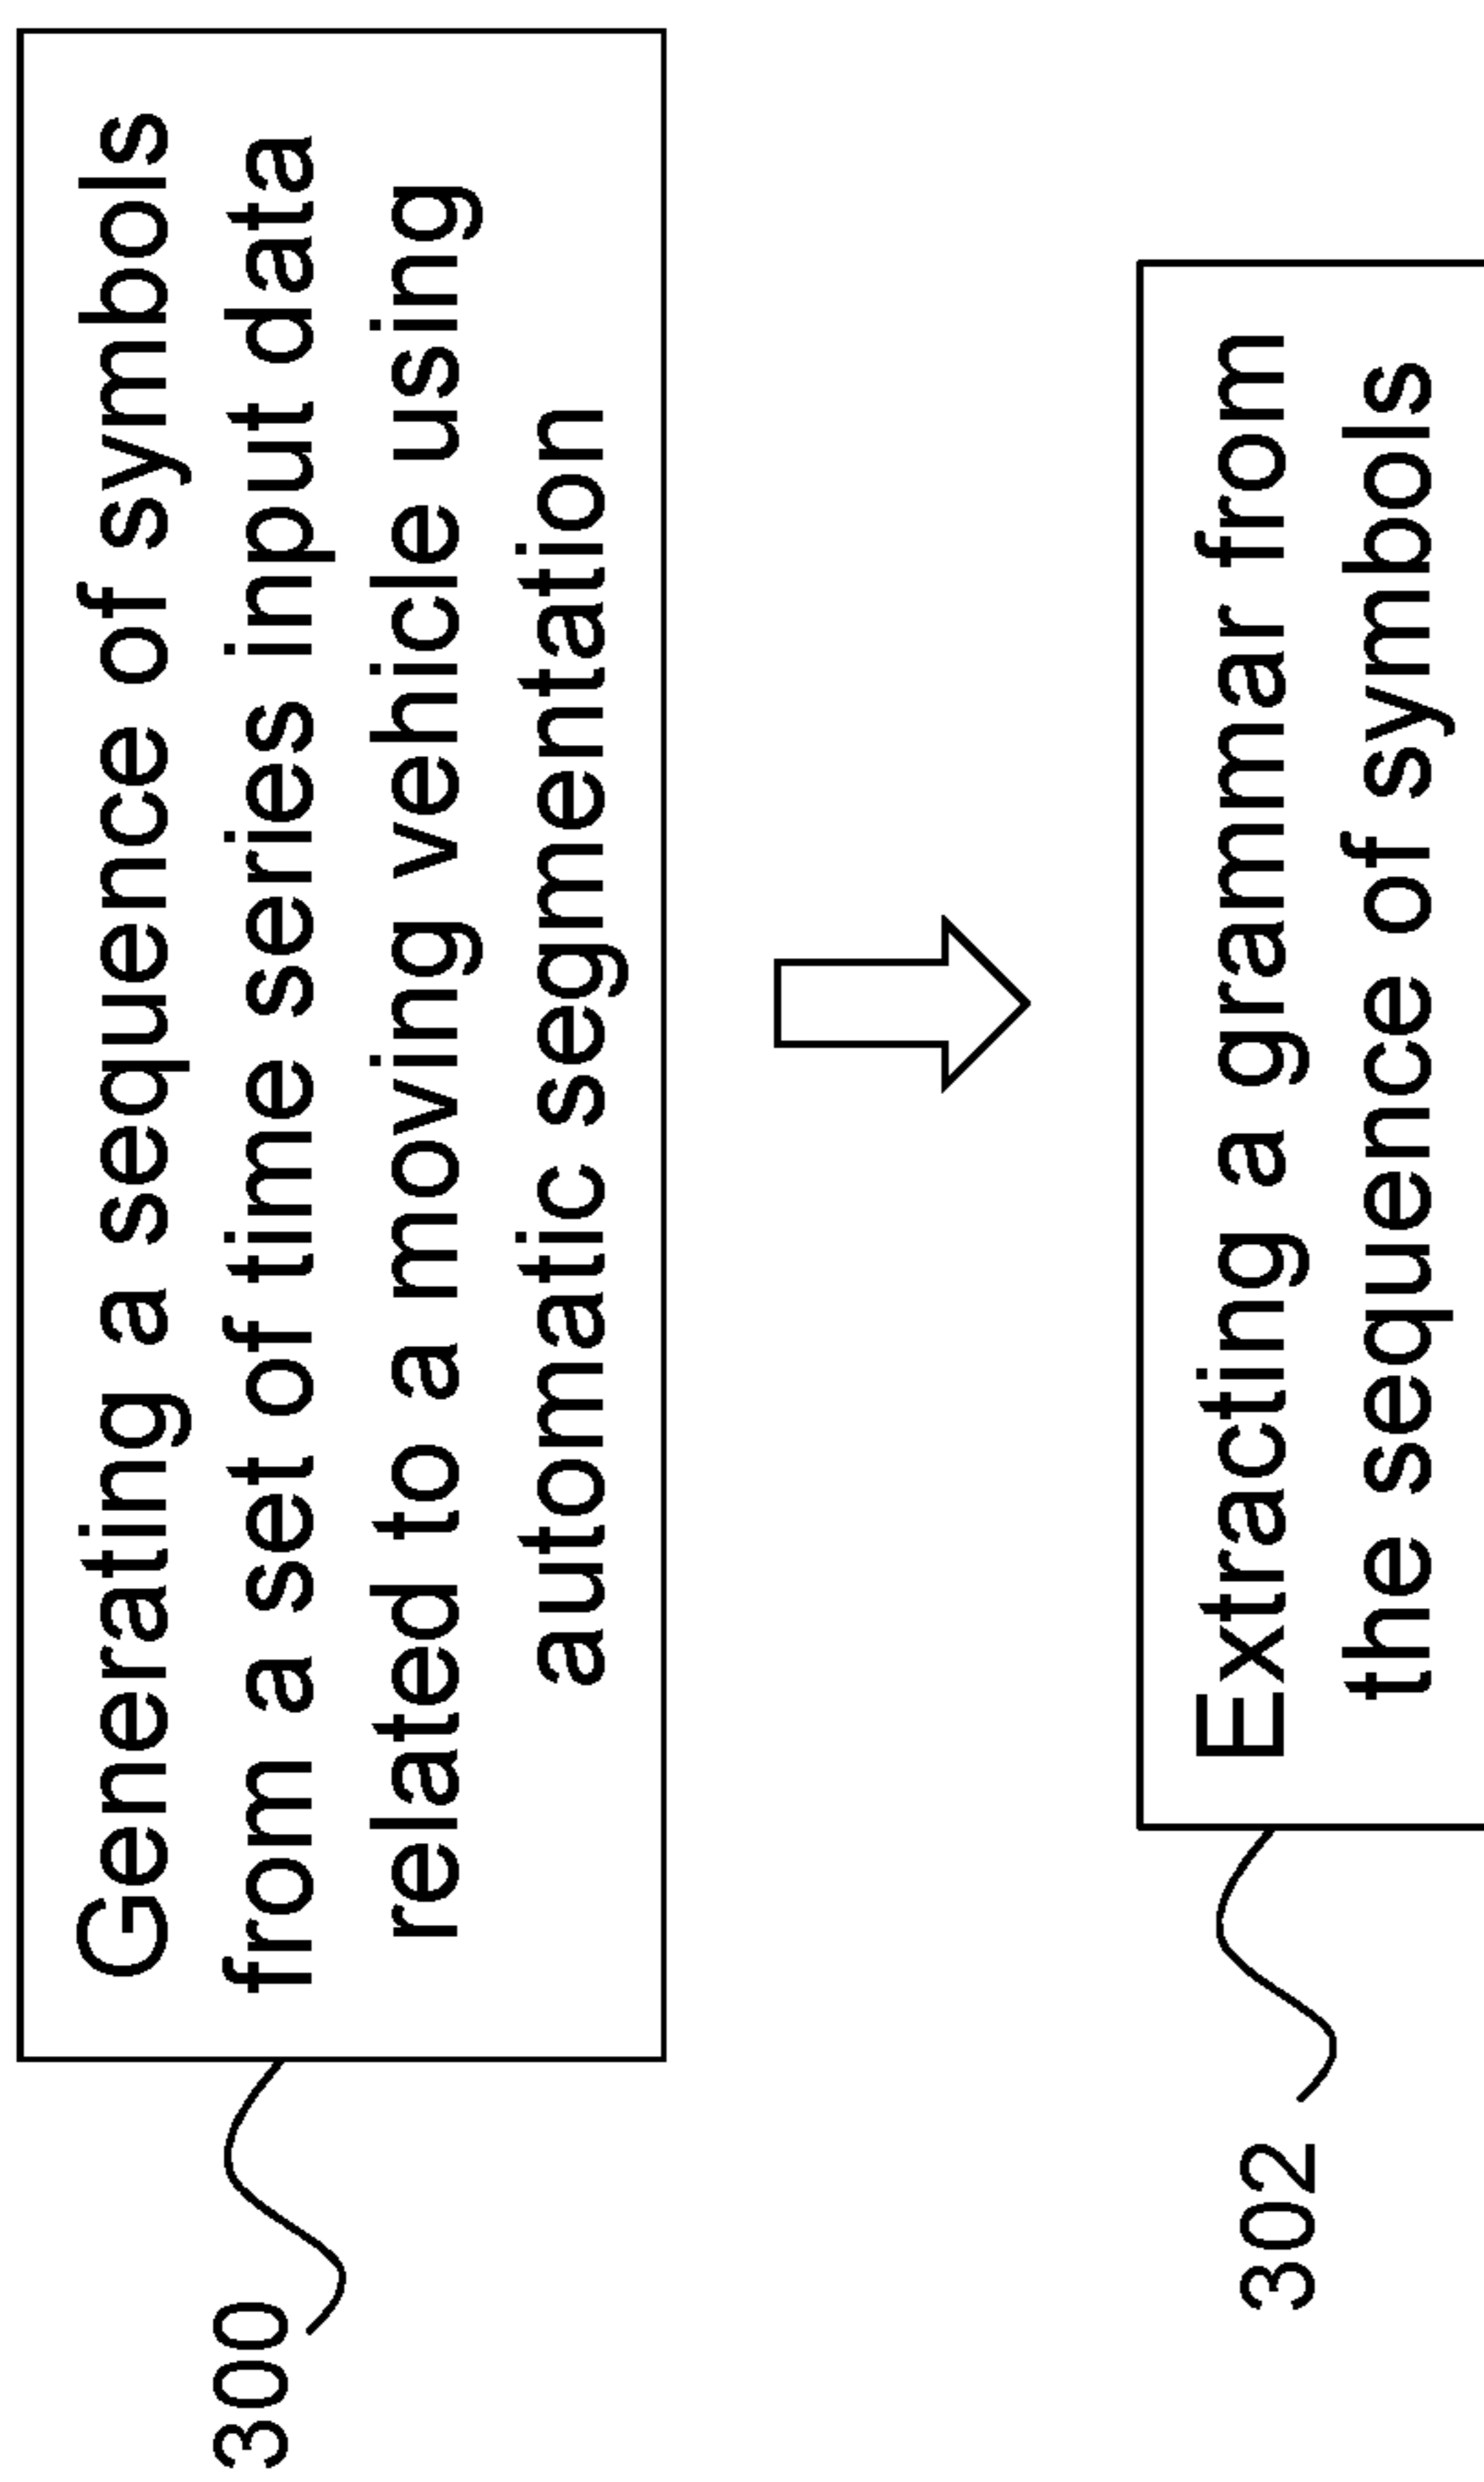 Generating a sequence of symbols
from a set of time series input data
related to a moving vehicle using
automatic segmentation
300
Extracting a grammar from
the sequence of symbols
302